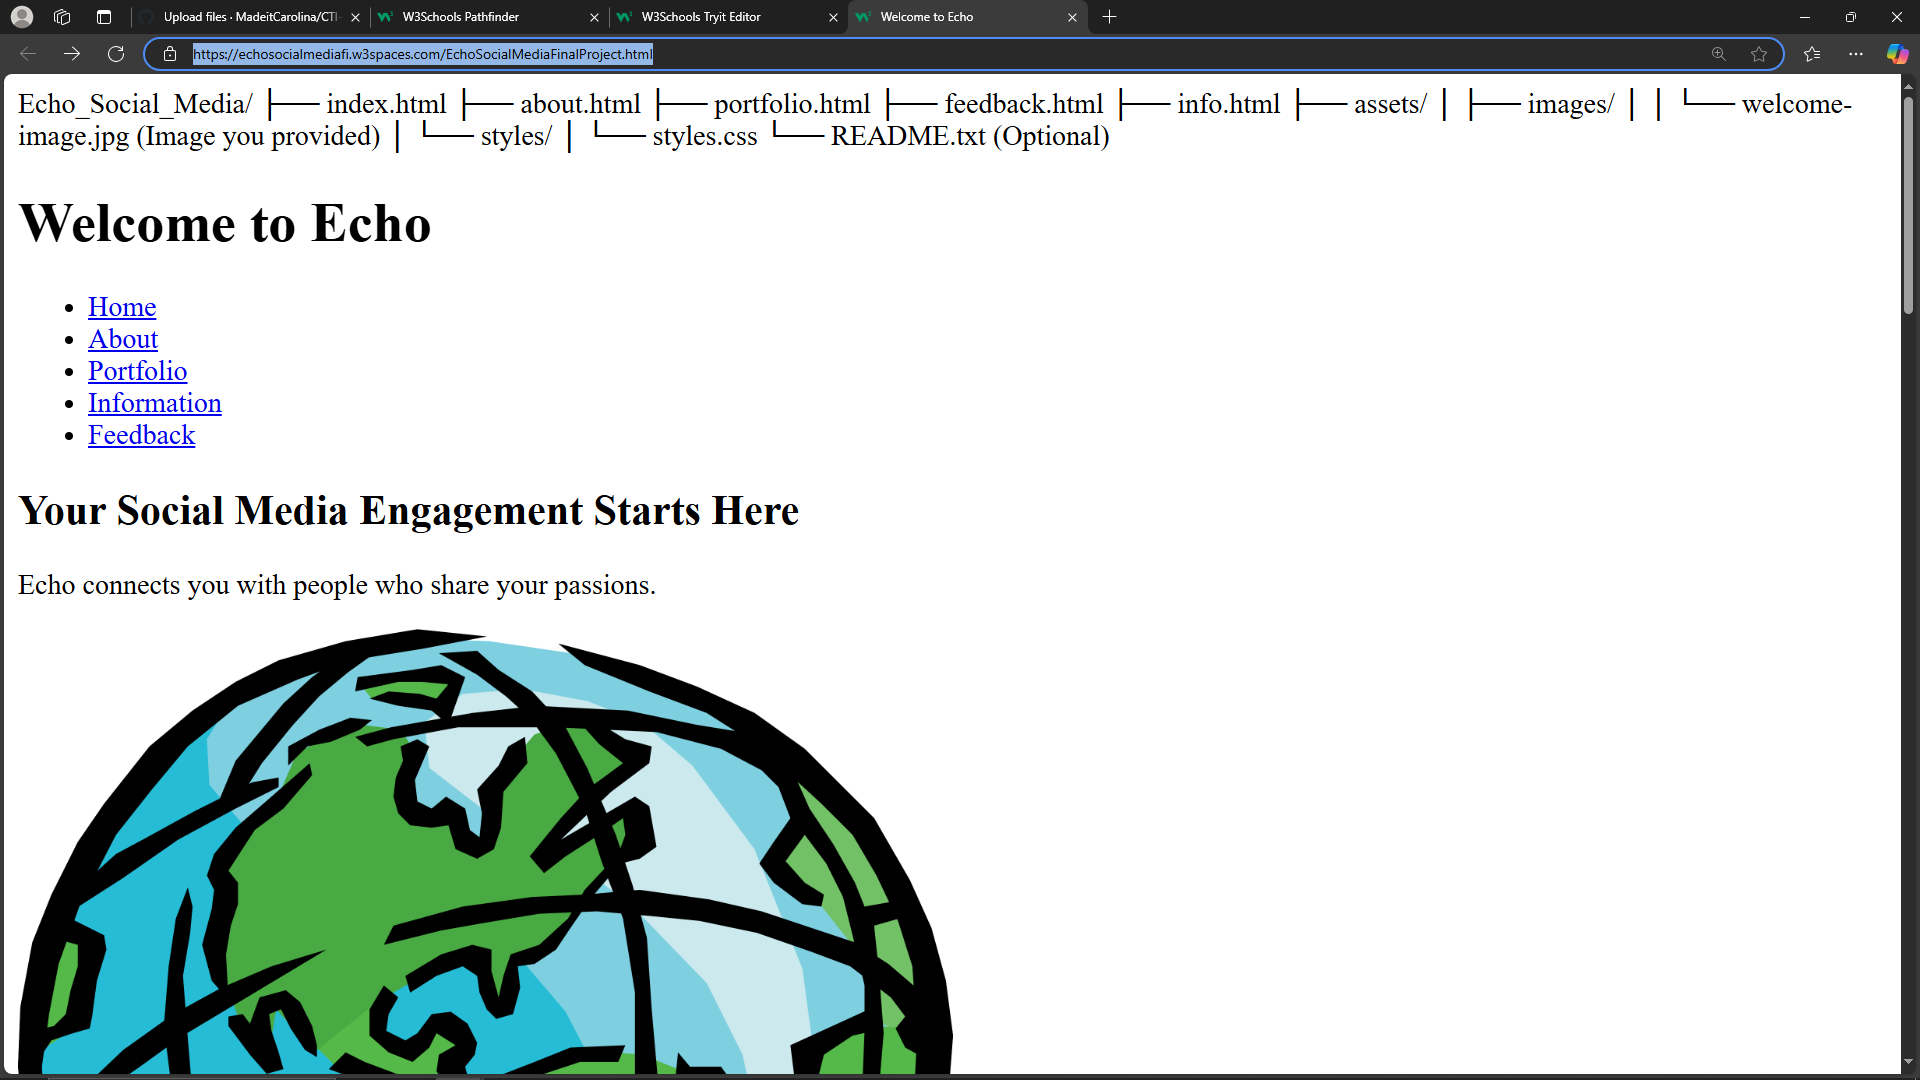 Upload files · MadeitCarolina/CTI-
W3Schools Pathfinder
W3Schools Tryit Editor
Welcome to Echo
https://echosocialmediafi.w3spaces.com/EchoSocialMediaFinalProject.html
Echo_Social_Media/ ├── index.html ├── about.html ├── portfolio.html ├── feedback.html ├── info.html ├── assets/ │ ├── images/ │ │ └── welcome-
image.jpg (Image you provided) │ └── styles/ │ └── styles.css └── README.txt (Optional)
Welcome to Echo
• Home
• About
• Portfolio
• Information
• Feedback
Your Social Media Engagement Starts Here
Echo connects you with people who share your passions.